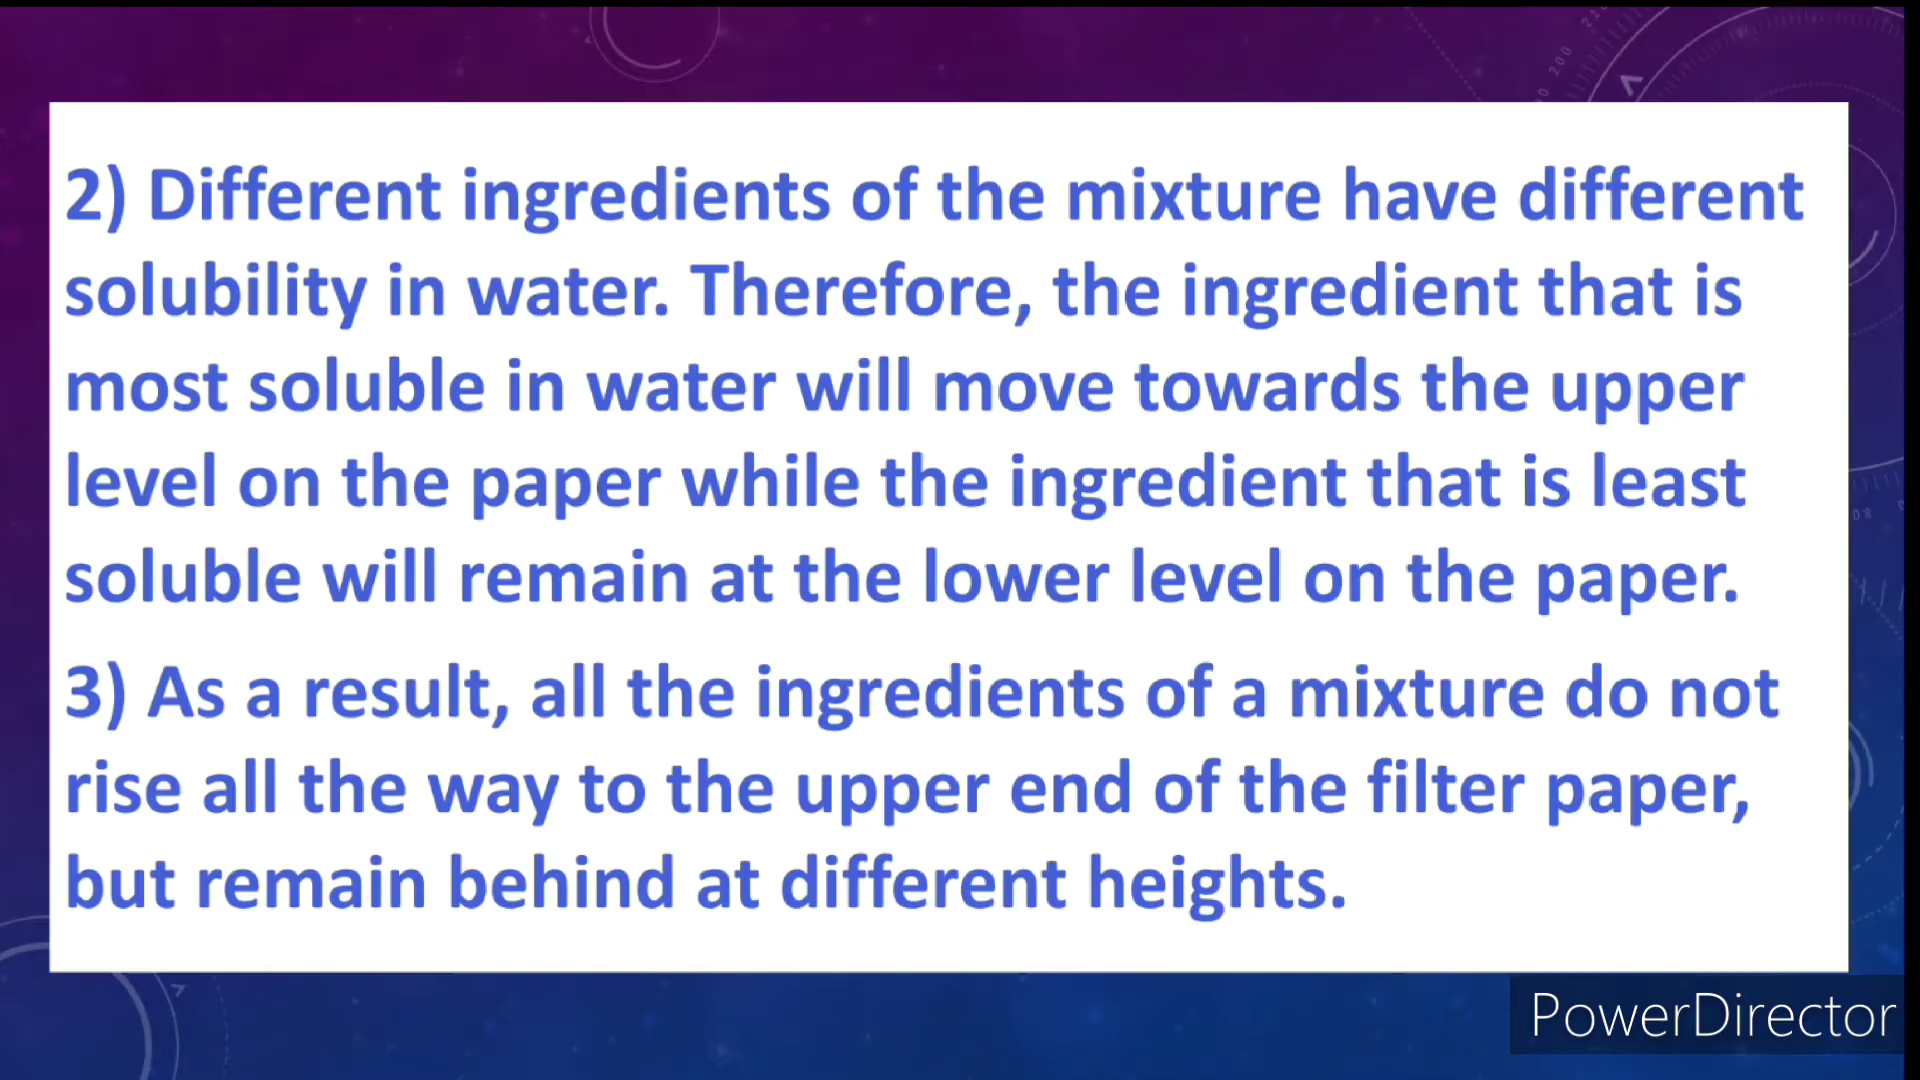 2) Different ingredients of the mixture have different
solubility in water. Therefore, the ingredient that is
most soluble in water will move towards the upper
level on the paper while the ingredient that is least
soluble will remain at the lower level on the paper.
3) As a result, all the ingredients of a mixture do not
rise all the way to the upper end of the filter paper,
but remain behind at different heights.
PowerDirector